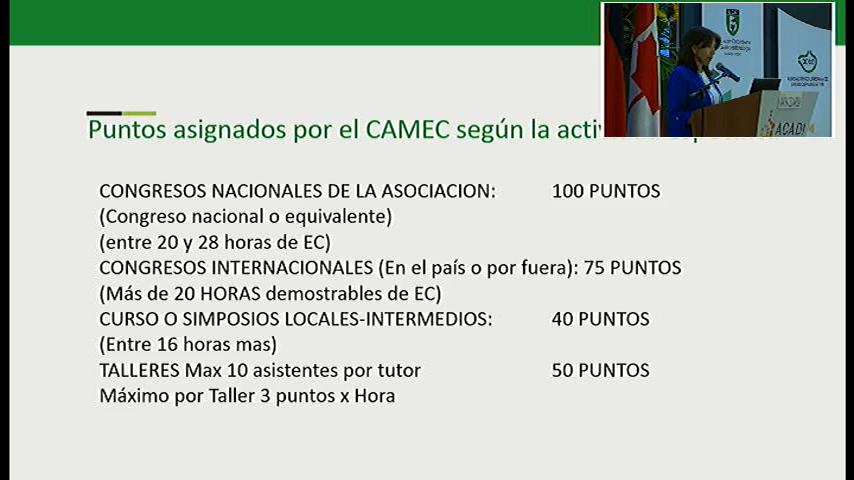 Puntos asignados por el CAMEC según la
CONGRESOS NACIONALES DE LA ASOCIACION: 100 PUNTOS
(Congreso nacional o equivalente)
(entre 20 y 28 horas de EC)
CONGRESOS INTERNACIONALES (En el país o por fuera): 75 PUNTOS
(Más de 20 HORAS demostrables de EC)
CURSO O SIMPOSIOS LOCALES-INTERMEDIOS: 40 PUNTOS
(Entre 16 horas mas)
TALLERES Max 10 asistentes por tutor 50 PUNTOS
Máximo por Taller 3 puntos x Hora